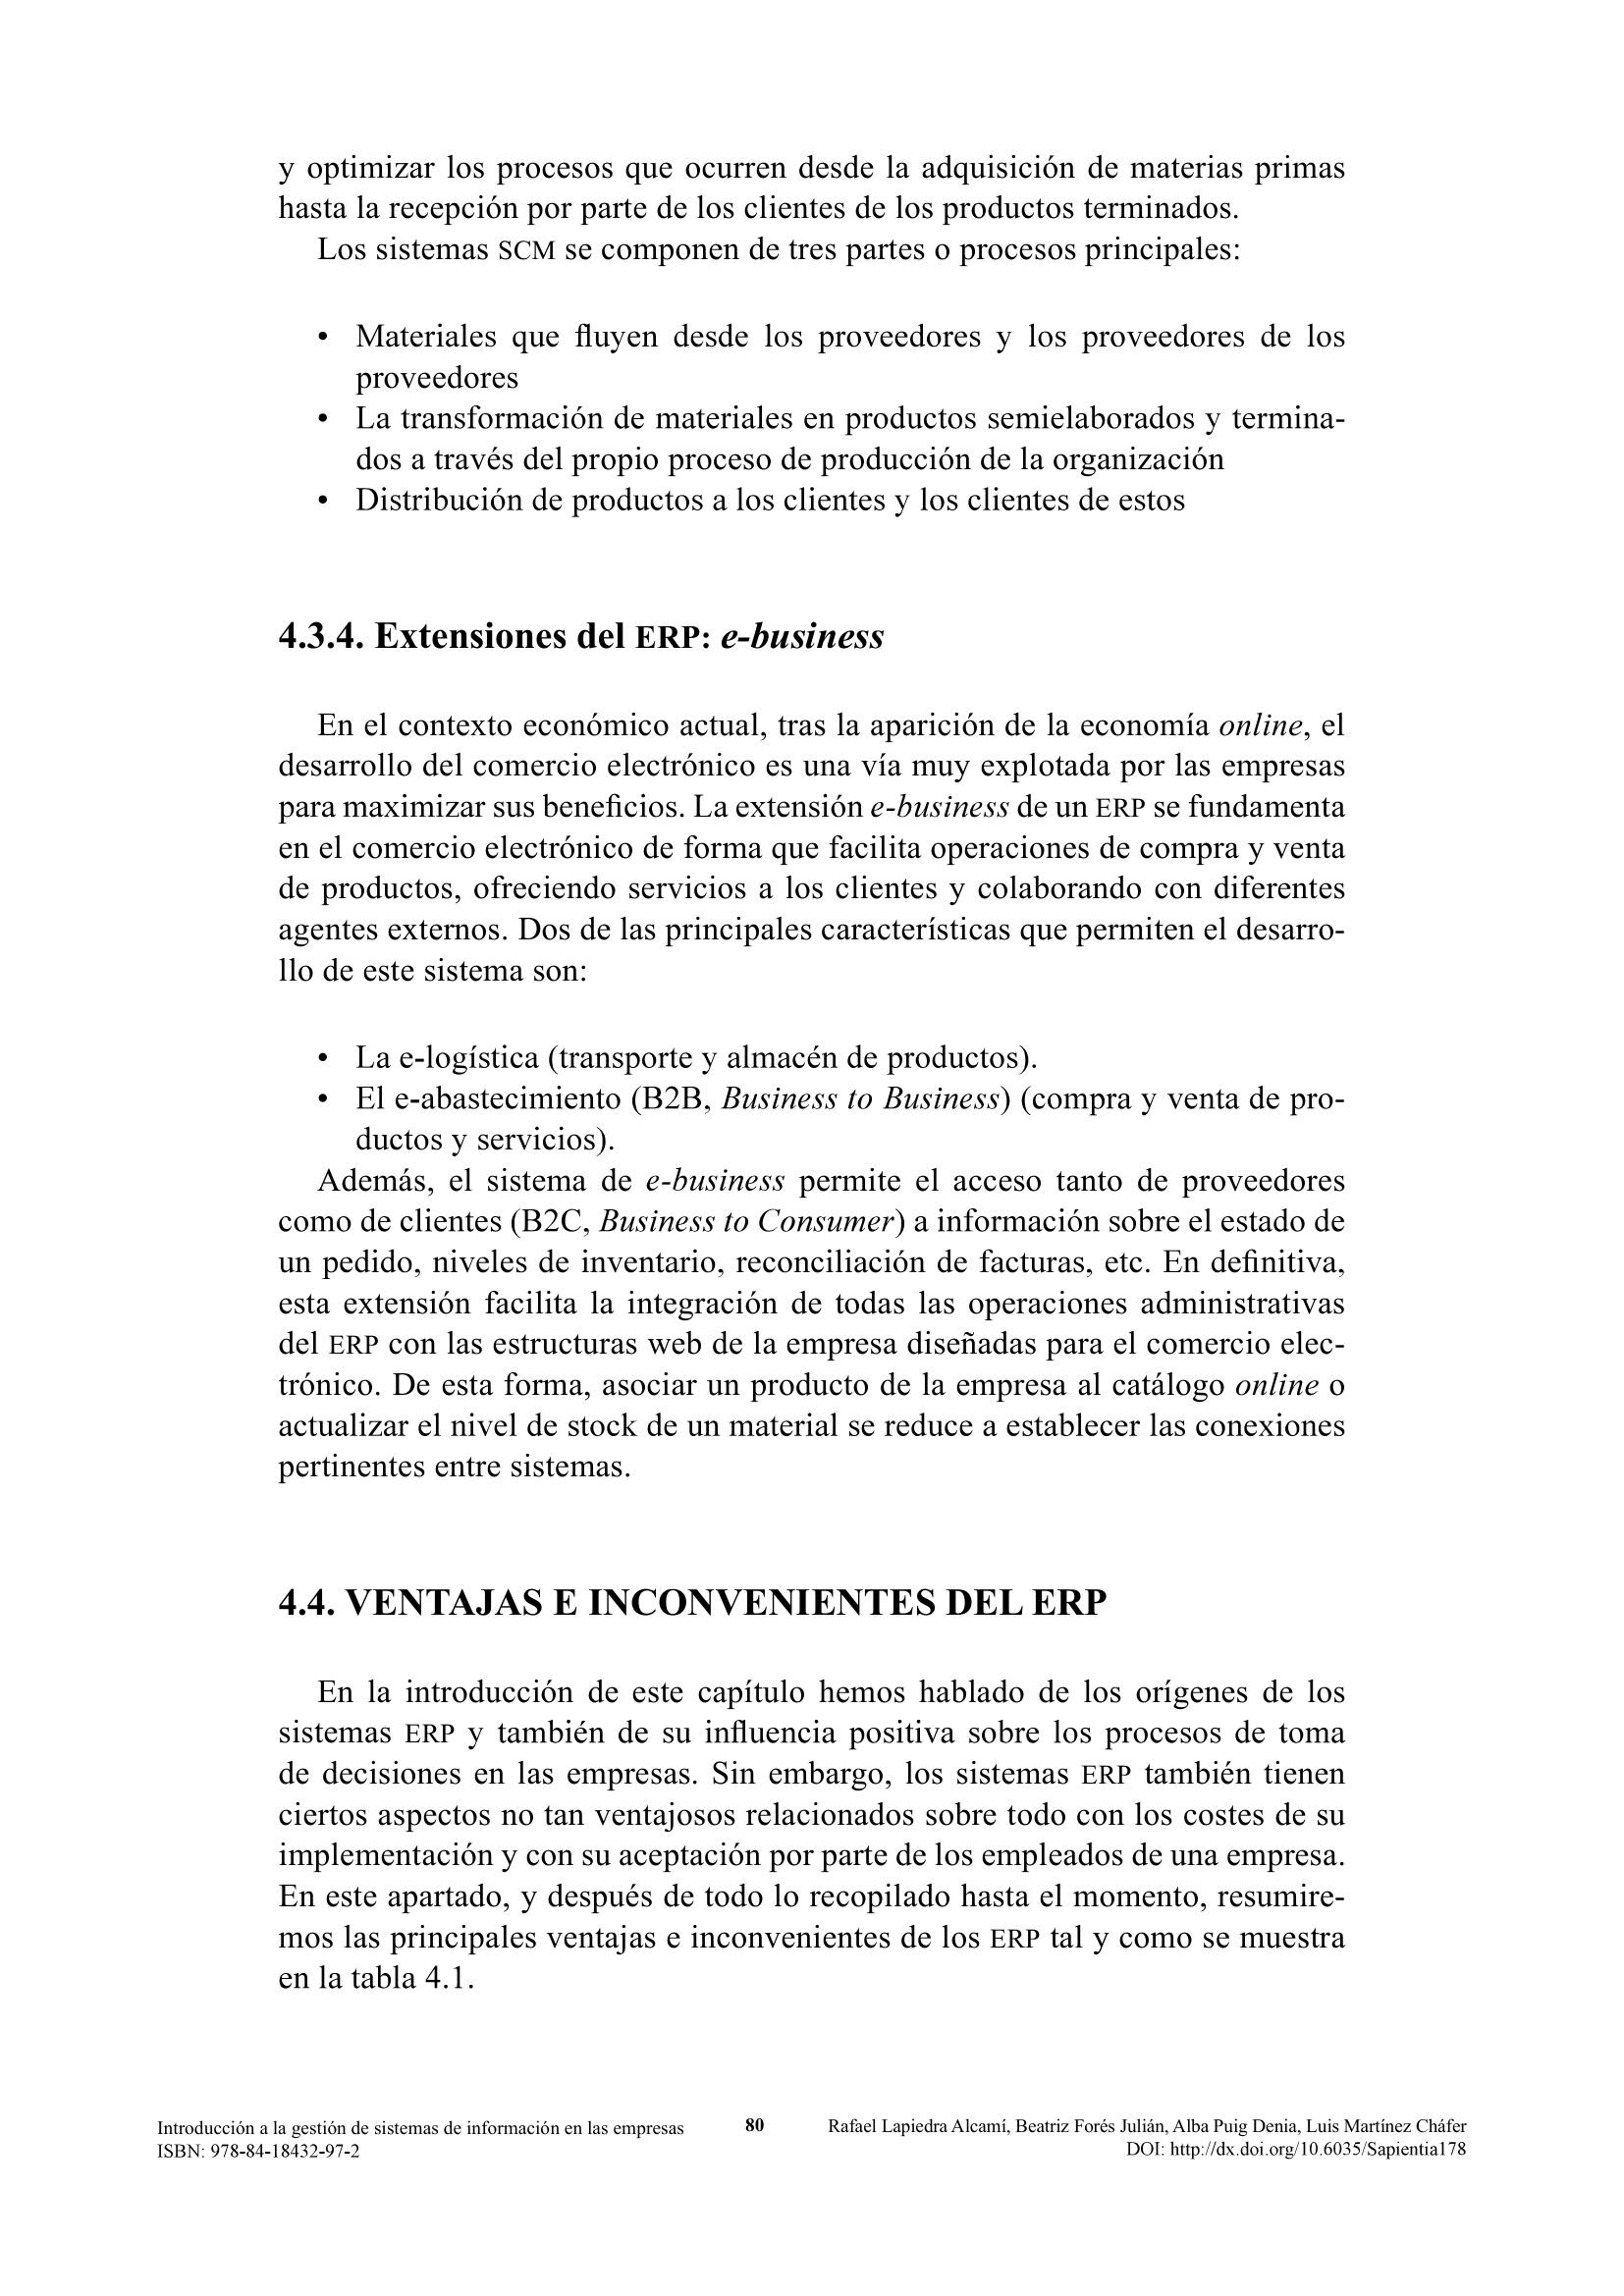 y optimizar los procesos que ocurren desde la adquisición de materias primas
hasta la recepción por parte de los clientes de los productos terminados.
Los sistemas SCM se componen de tres partes o procesos principales:
• Materiales que fluyen desde los proveedores y los proveedores de los
proveedores
• La transformación de materiales en productos semielaborados y termina-
dos a través del propio proceso de producción de la organización
• Distribución de productos a los clientes y los clientes de estos
4.3.4. Extensiones del ERP: e-business
En el contexto económico actual, tras la aparición de la economía online, el
desarrollo del comercio electrónico es una vía muy explotada por las empresas
para maximizar sus beneficios. La extensión e-business de un ERP se fundamenta
en el comercio electrónico de forma que facilita operaciones de compra y venta
de productos, ofreciendo servicios a los clientes y colaborando con diferentes
agentes externos. Dos de las principales características que permiten el desarro-
llo de este sistema son:
• La e-logística (transporte y almacén de productos).
• El e-abastecimiento (B2B, Business to Business) (compra y venta de pro-
ductos y servicios).
Además, el sistema de e-business permite el acceso tanto de proveedores
como de clientes (B2C, Business to Consumer) a información sobre el estado de
un pedido, niveles de inventario, reconciliación de facturas, etc. En definitiva,
esta extensión facilita la integración de todas las operaciones administrativas
del ERP con las estructuras web de la empresa diseñadas para el comercio elec-
trónico. De esta forma, asociar un producto de la empresa al catálogo online o
actualizar el nivel de stock de un material se reduce a establecer las conexiones
pertinentes entre sistemas.
4.4. VENTAJAS E INCONVENIENTES DEL ERP
En la introducción de este capítulo hemos hablado de los orígenes de los
sistemas ERP y también de su influencia positiva sobre los procesos de toma
de decisiones en las empresas. Sin embargo, los sistemas ERP también tienen
ciertos aspectos no tan ventajosos relacionados sobre todo con los costes de su
implementación y con su aceptación por parte de los empleados de una empresa.
En este apartado, y después de todo lo recopilado hasta el momento, resumire-
mos las principales ventajas e inconvenientes de los ERP tal y como se muestra
en la tabla 4.1.
Introducción a la gestión de sistemas de información en las empresas
ISBN: 978-84-18432-97-2
80
Rafael Lapiedra Alcamí, Beatriz Forés Julián, Alba Puig Denia, Luis Martínez Cháfer
DOI: http://dx.doi.org/10.6035/Sapientia178